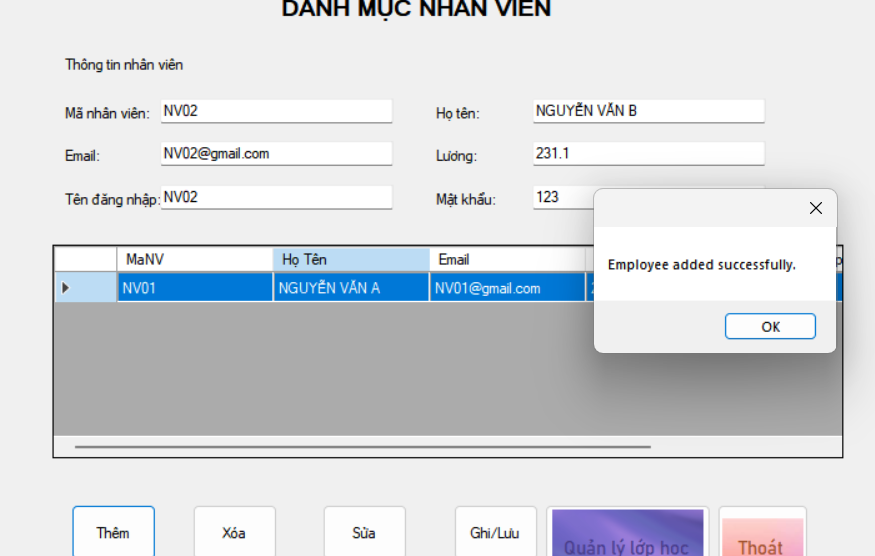 DANH MỤC NHÂN VIÊN
Thông tin nhân viên
Mã nhân viên: NV02 Họ tên: NGUYỄN VĂN B
Email: NV02@gmail.com Lương: 231.1
Tên đăng nhập: NV02 Mật khẩu: 123
MaNV Họ Tên Email
NV01 NGUYỄN VĂN A NV01@gmail.com
Employee added successfully.
OK
Thêm Xóa Sửa Ghi/Lưu Quản lý lớp học Thoát